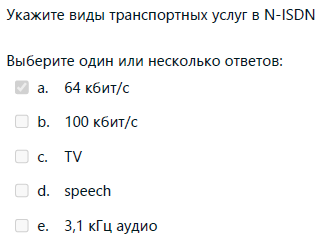 Укажите виды транспортных услуг в N-ISDN
Выберите один или несколько ответов:
a. 64 кбит/с
b. 100 кбит/с
c. TV
d. speech
e. 3,1 кГц аудио